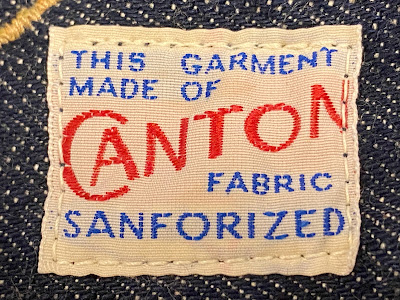 THIS GARMENT
MADE OF
CANTON
FABRIC
SANFORIZED